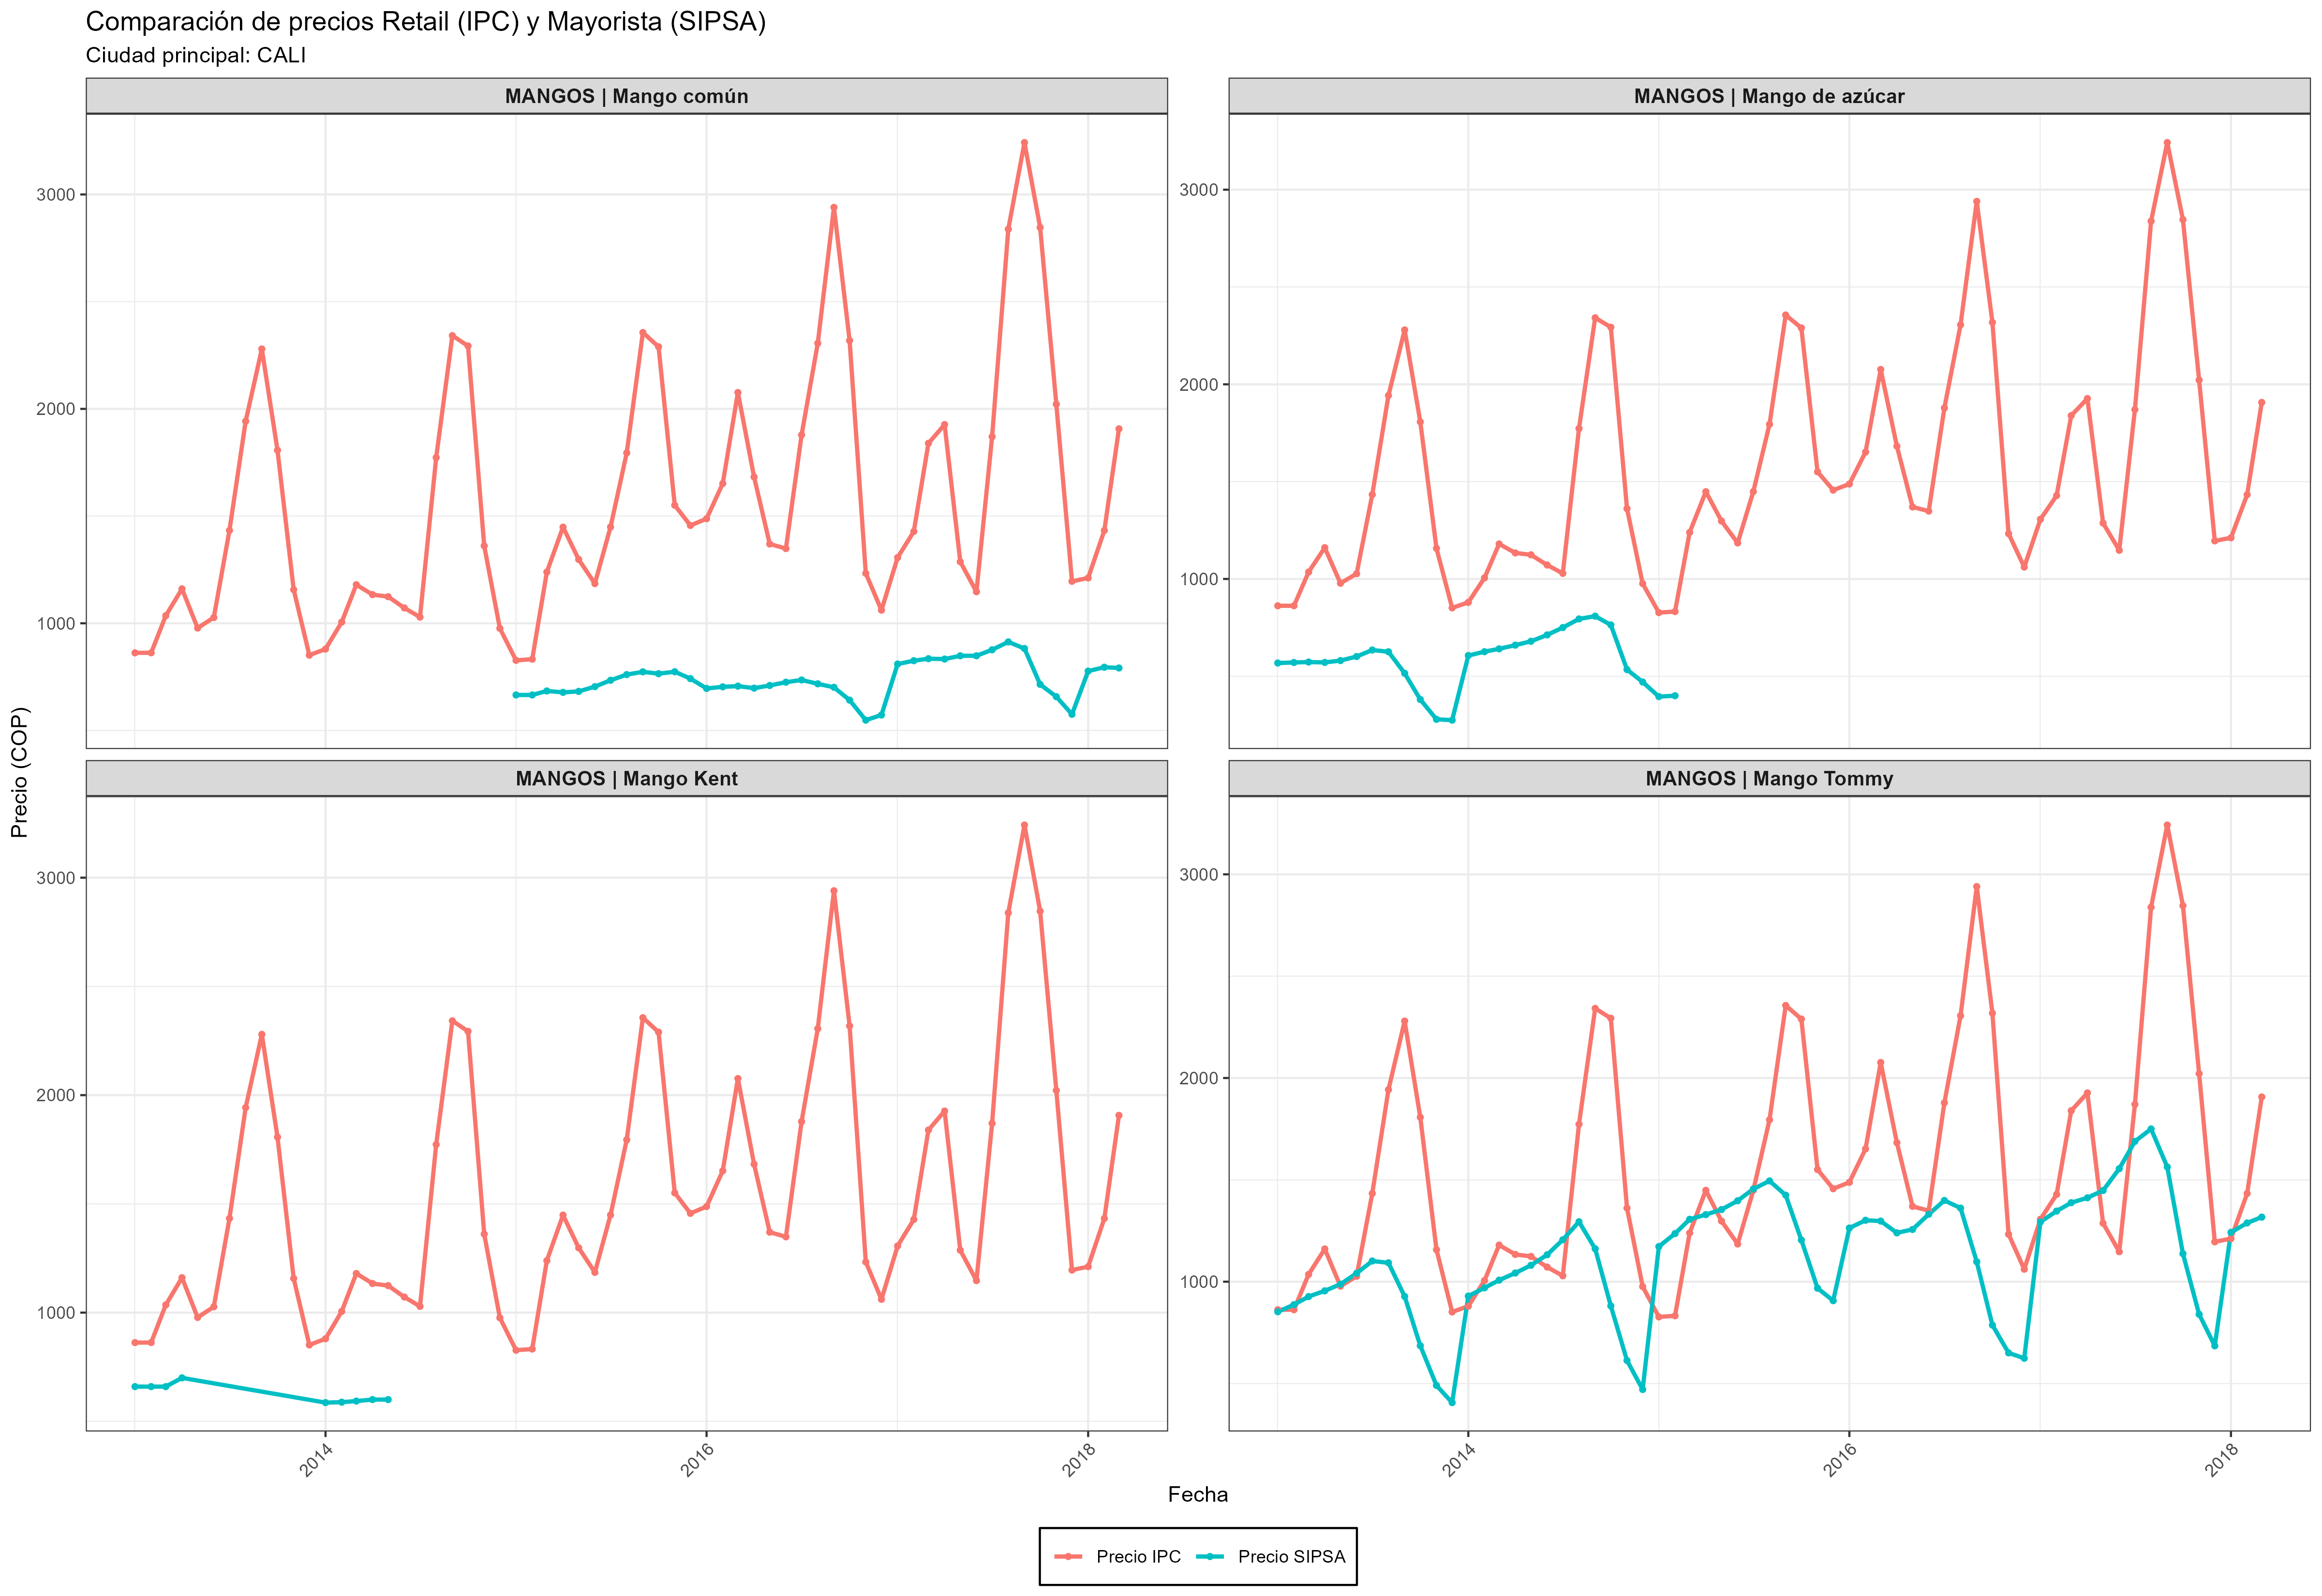 Comparación de precios Retail (IPC) y Mayorista (SIPSA)
Ciudad principal: CALI
MANGOS | Mango común
MANGOS | Mango de azúcar
3000
2000
1000
3000
2000
1000
Precio (COP)
MANGOS | Mango Kent
MANGOS | Mango Tommy
3000
2000
1000
3000
2000
1000
2014
2016
2018
2014
2016
2018
Fecha
Precio IPC
Precio SIPSA